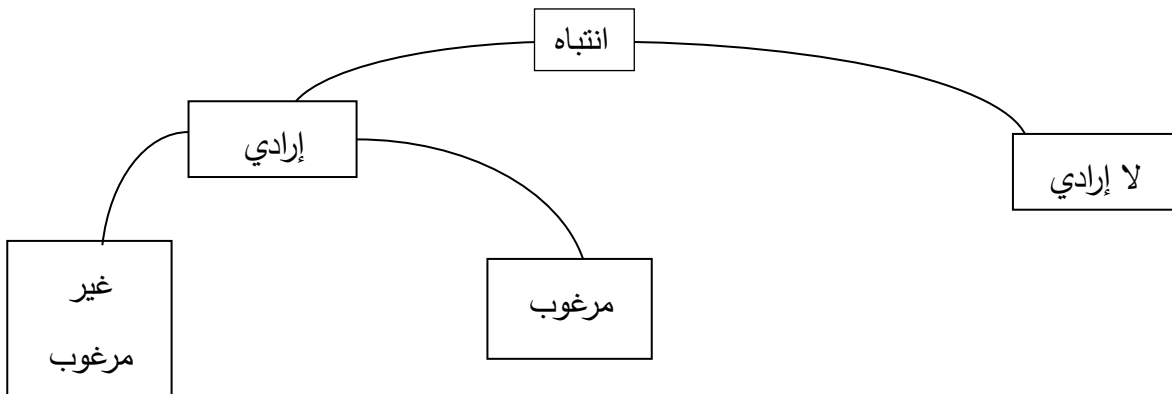 انتباه
إرادي
لا إرادي
مرغوب
غير
مرغوب